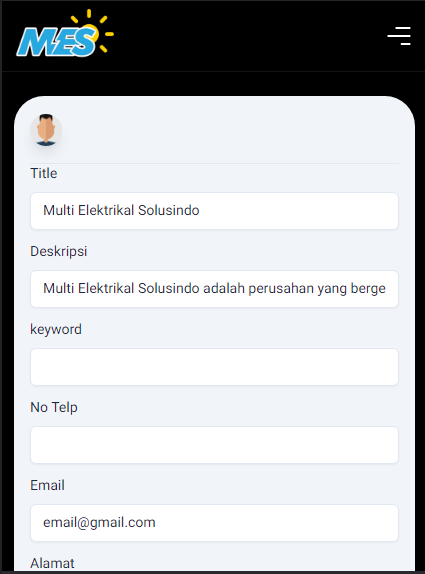 MES
Title
Multi Elektrikal Solusindo
Deskripsi
Multi Elektrikal Solusindo adalah perusahan yang berge
keyword
No Telp
Email
email@gmail.com
Alamat